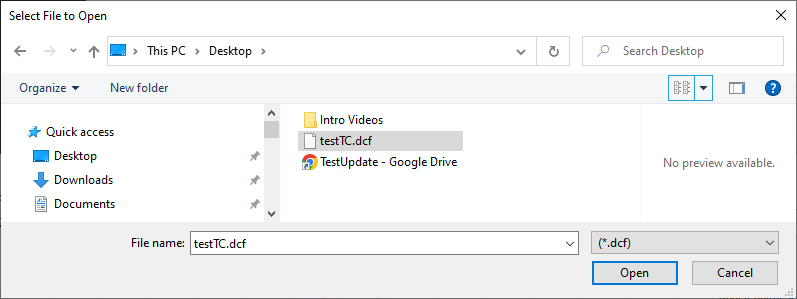 Select File to Open
This PC > Desktop >
Search Desktop
Organize
New folder
?
Quick access
Desktop
Downloads
Documents
Intro Videos
testTC.dcf
TestUpdate - Google Drive
No preview available.
File name: testTC.dcf
(*.dcf)
Open
Cancel